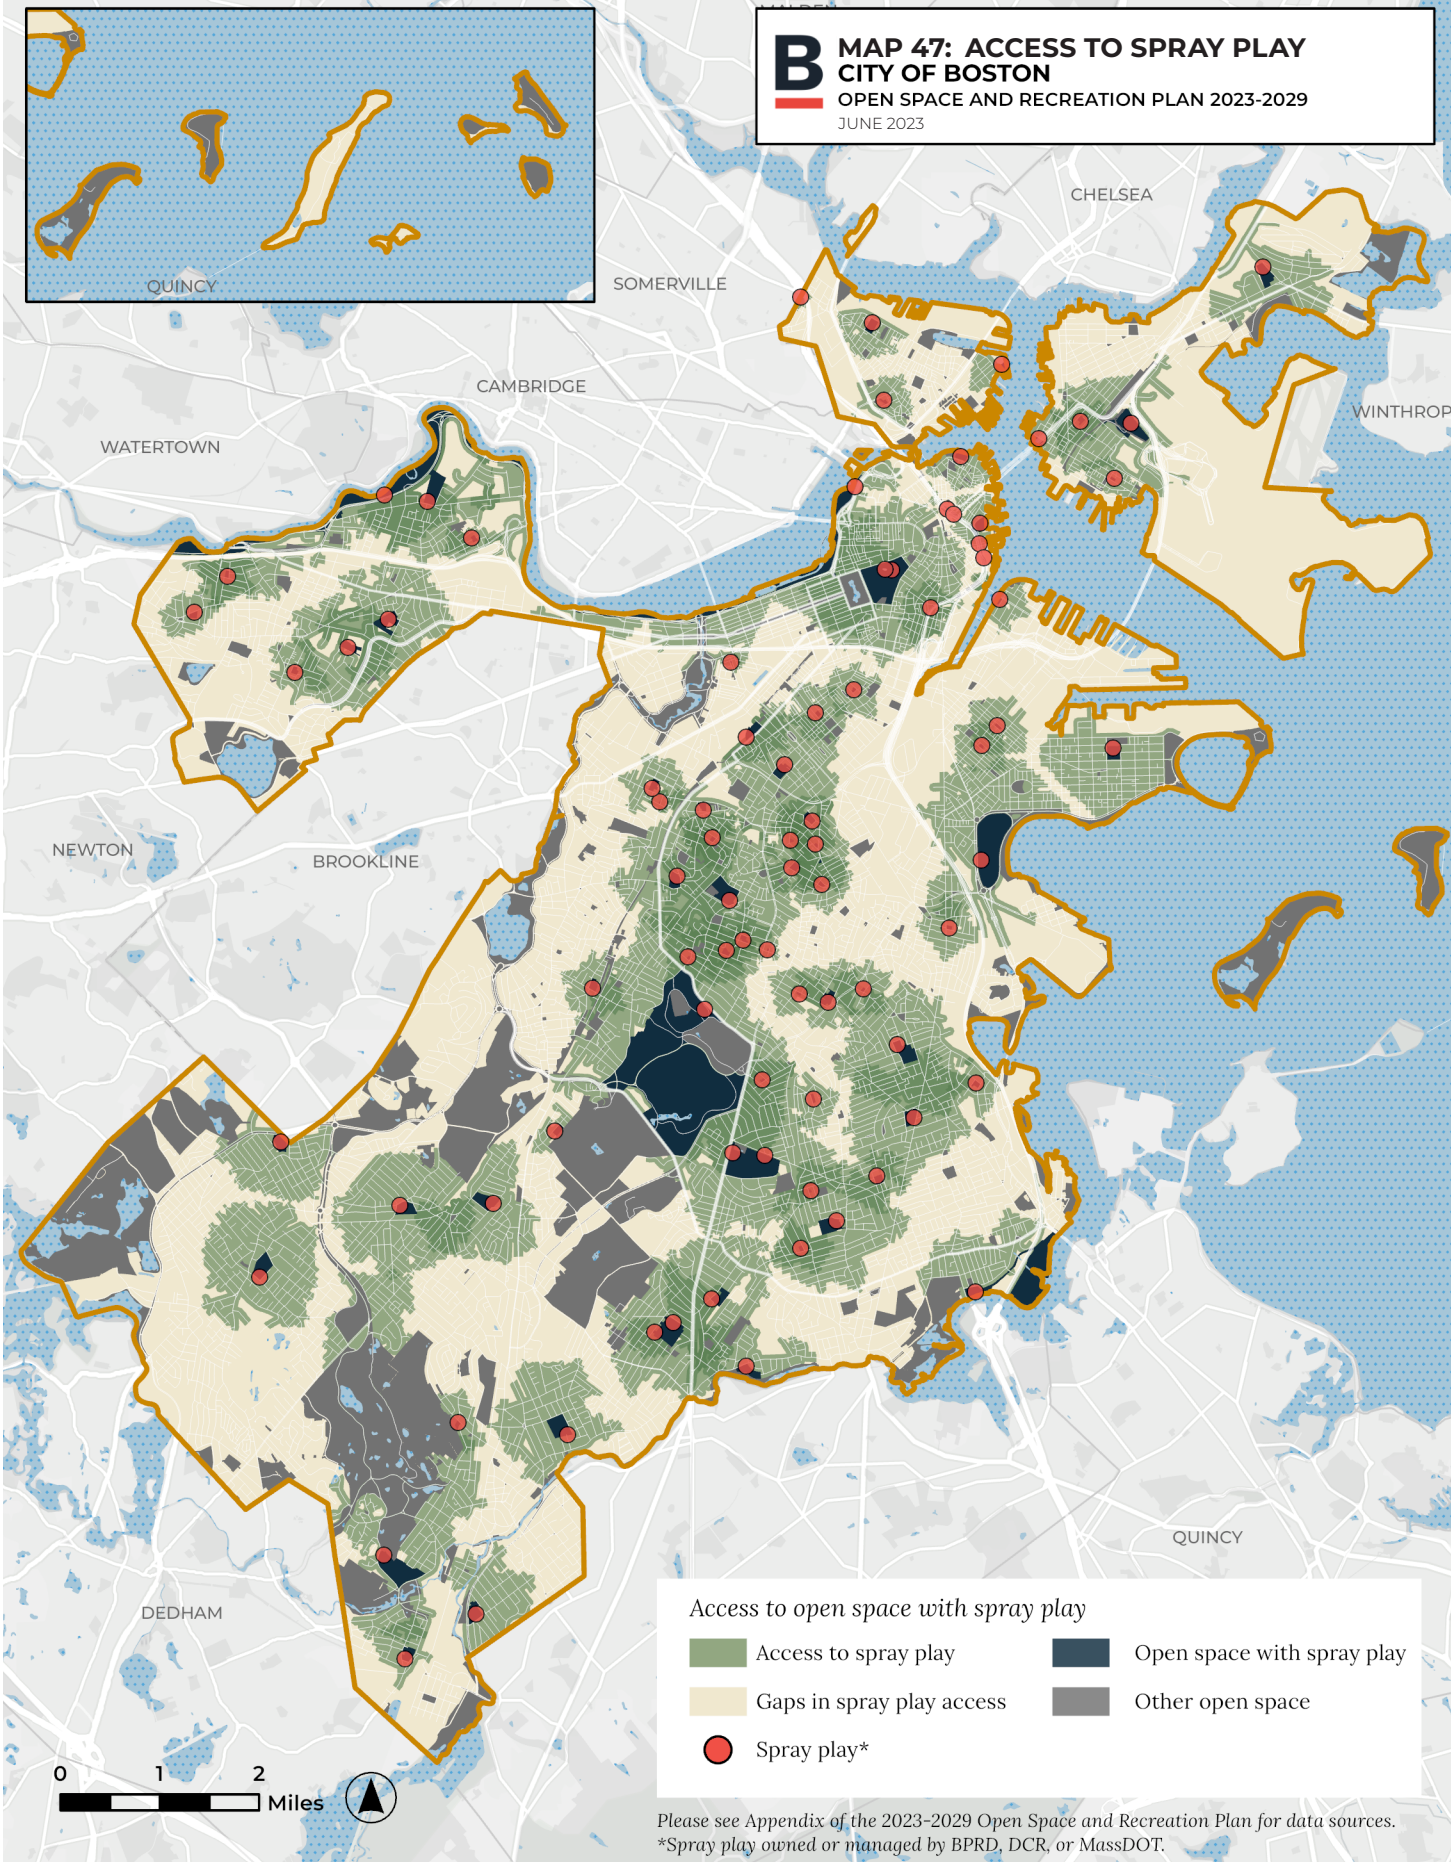 MAP 47: ACCESS TO SPRAY PLAY
B
CITY OF BOSTON
OPEN SPACE AND RECREATION PLAN 2023-2029
JUNE 2023
CHELSEA
SOMERVILLE
QUINCY
CAMBRIDGE
WINTHROP
WATERTOWN
NEWTON
BROOKLINE
QUINCY
DEDHAM
Access to open space with spray play
Access to spray play
Open space with spray play
Gaps in spray play access
Other open space
Spray play*
0 1 2
Miles
Please see Appendix of the 2023-2029 Open Space and Recreation Plan for data sources.
*Spray play owned or managed by BPRD, DCR, or MassDOT.